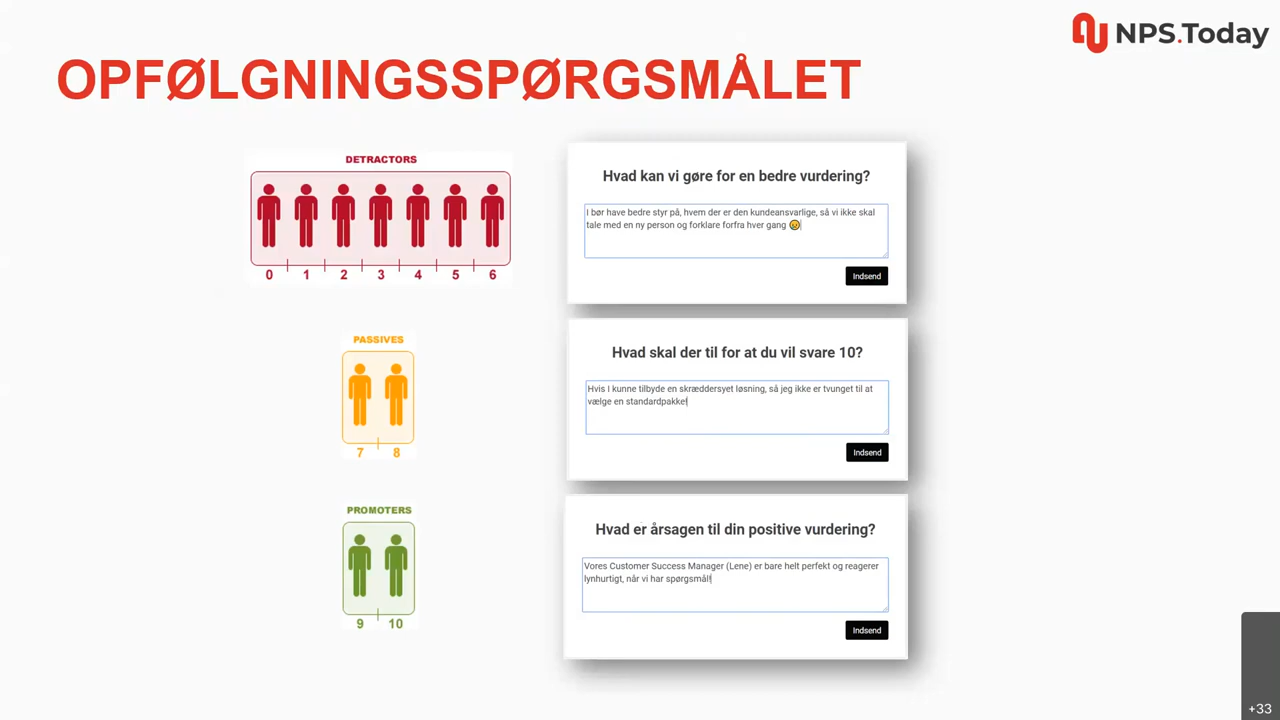 NPS.Today
OPFØLGNINGSSPØRGSMÅLET
DETRACTORS
0 1 2 3 4 5 6
Hvad kan vi gøre for en bedre vurdering?
I bør have bedre styr på, hvem der er den kundeansvarlige, så vi ikke skal
tale med en ny person og forklare forfra hver gang
Indsend
PASSIVES
7 8
Hvad skal der til for at du vil svare 10?
Hvis I kunne tilbyde en skræddersyet løsning, så jeg ikke er tvunget til at
vælge en standardpakke!
Indsend
PROMOTERS
9 10
Hvad er årsagen til din positive vurdering?
Vores Customer Success Manager (Lene) er bare helt perfekt og reagerer
lynhurtigt, når vi har spørgsmål!
Indsend
+33